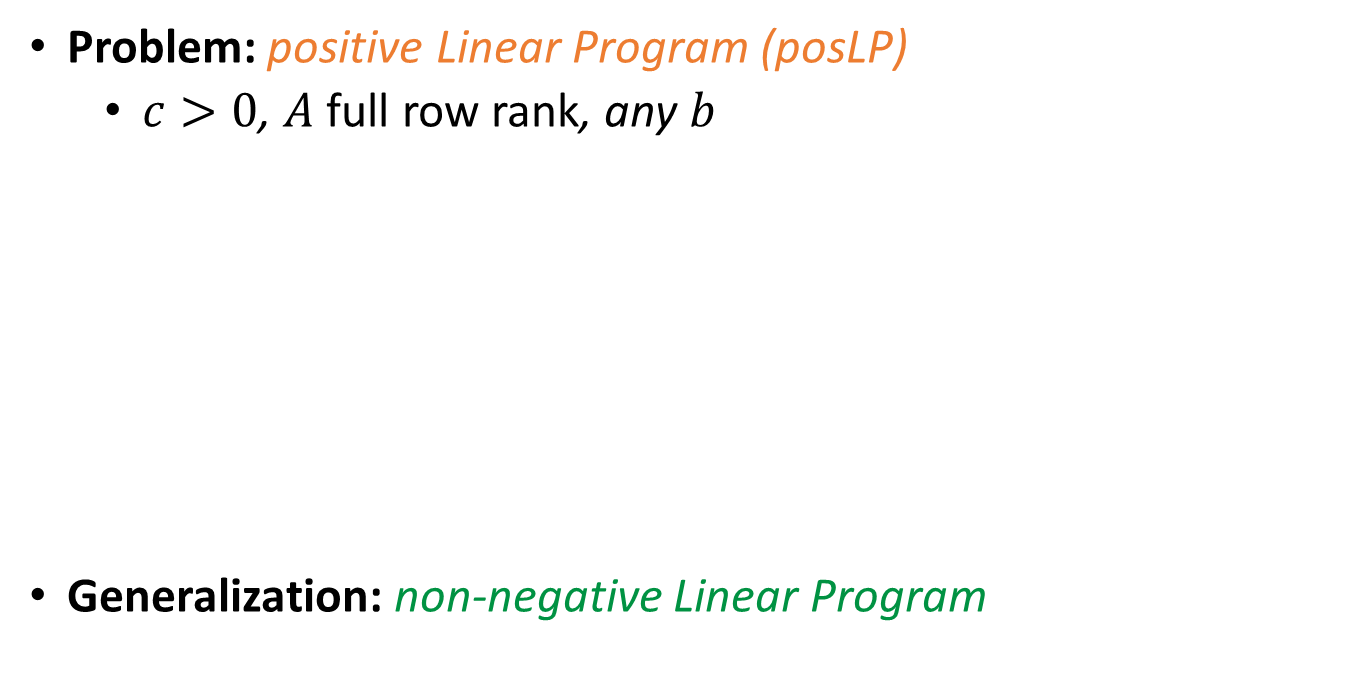 • Problem: positive Linear Program (posLP)
• c > 0, A full row rank, any b
• Generalization: non-negative Linear Program